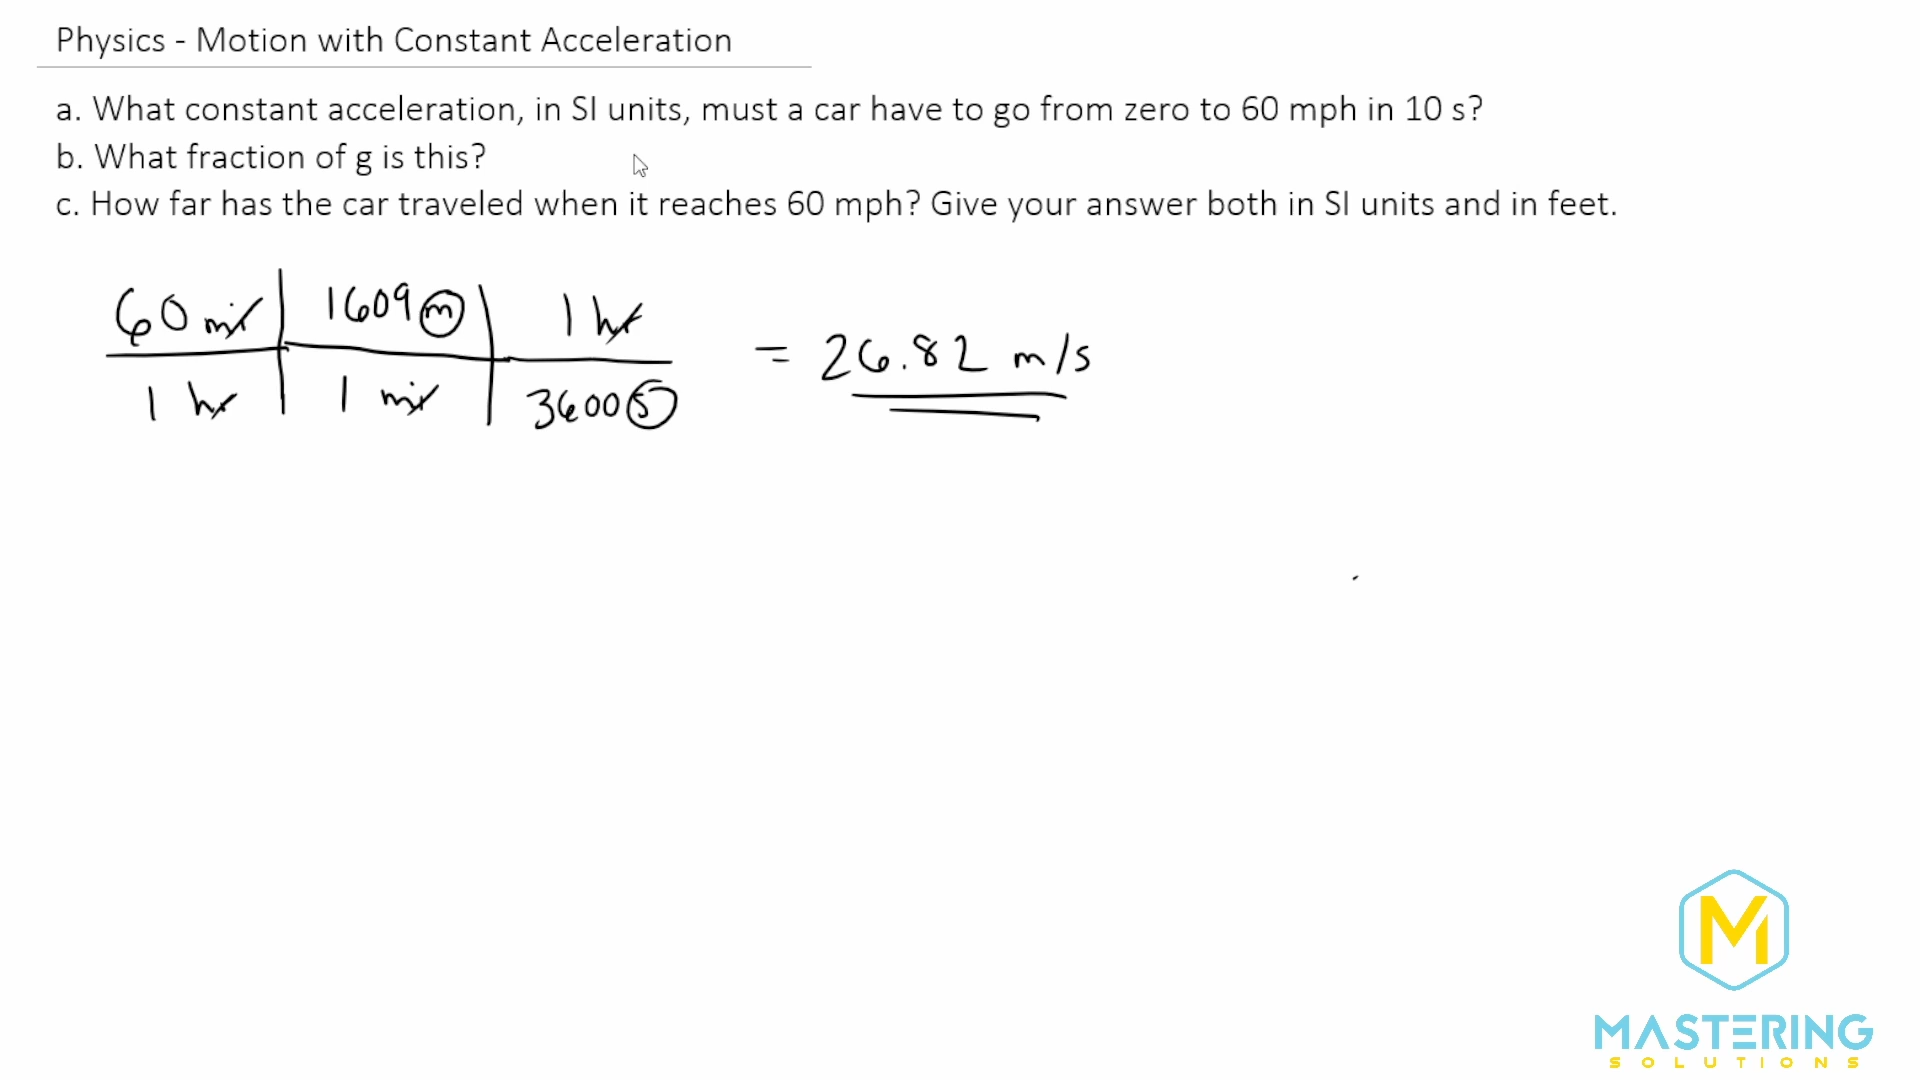 Physics - Motion with Constant Acceleration
a. What constant acceleration, in SI units, must a car have to go from zero to 60 mph in 10 s?
b. What fraction of g is this?
c. How far has the car traveled when it reaches 60 mph? Give your answer both in SI units and in feet.
60 mi | 1609 m | 1 hr
= 26.82 m/s
1 hr | 1 mi | 3600 s
M
MASTERING
SOLUTIONS